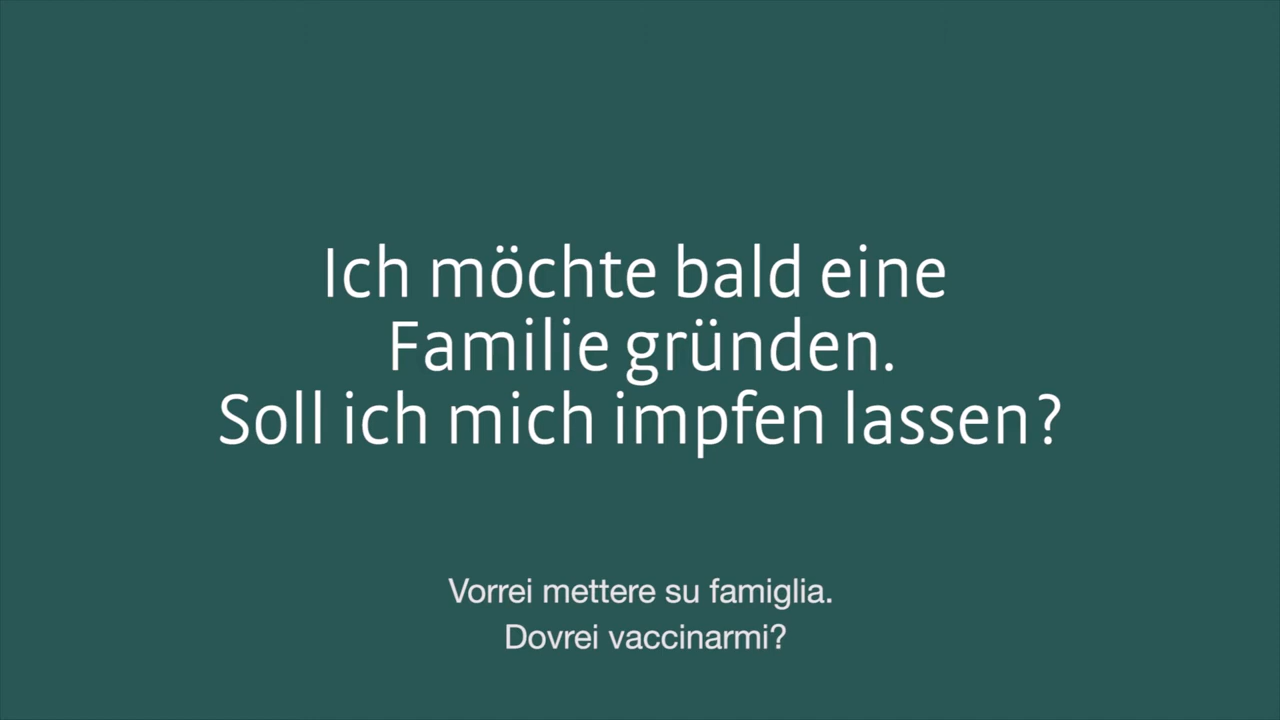 Ich möchte bald eine
Familie gründen.
Soll ich mich impfen lassen?
Vorrei mettere su famiglia.
Dovrei vaccinarmi?